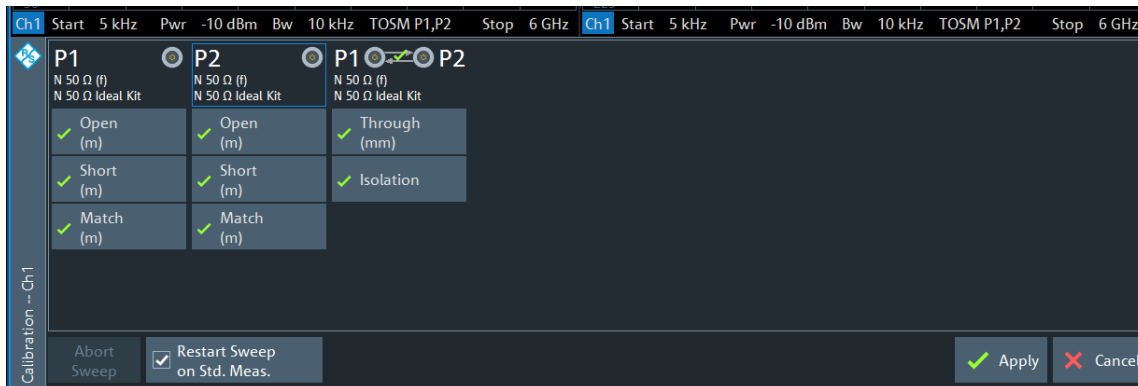 Ch1 Start 5 kHz Pwr -10 dBm Bw 10 kHz TOSM P1,P2 Stop 6 GHz Ch1 Start 5 kHz Pwr -10 dBm Bw 10 kHz TOSM P1,P2 Stop 6 GHz
R&S
P1
N 50 Ω (f)
N 50 Ω Ideal Kit
Open
(m)
Short
(m)
Match
(m)
P2
N 50 Ω (f)
N 50 Ω Ideal Kit
Open
(m)
Short
(m)
Match
(m)
P1 P2
N 50 Ω (f)
N 50 Ω Ideal Kit
Through
(mm)
Isolation
Calibration -- Ch1
Abort
Sweep
Restart Sweep
on Std. Meas.
Apply
Cancel